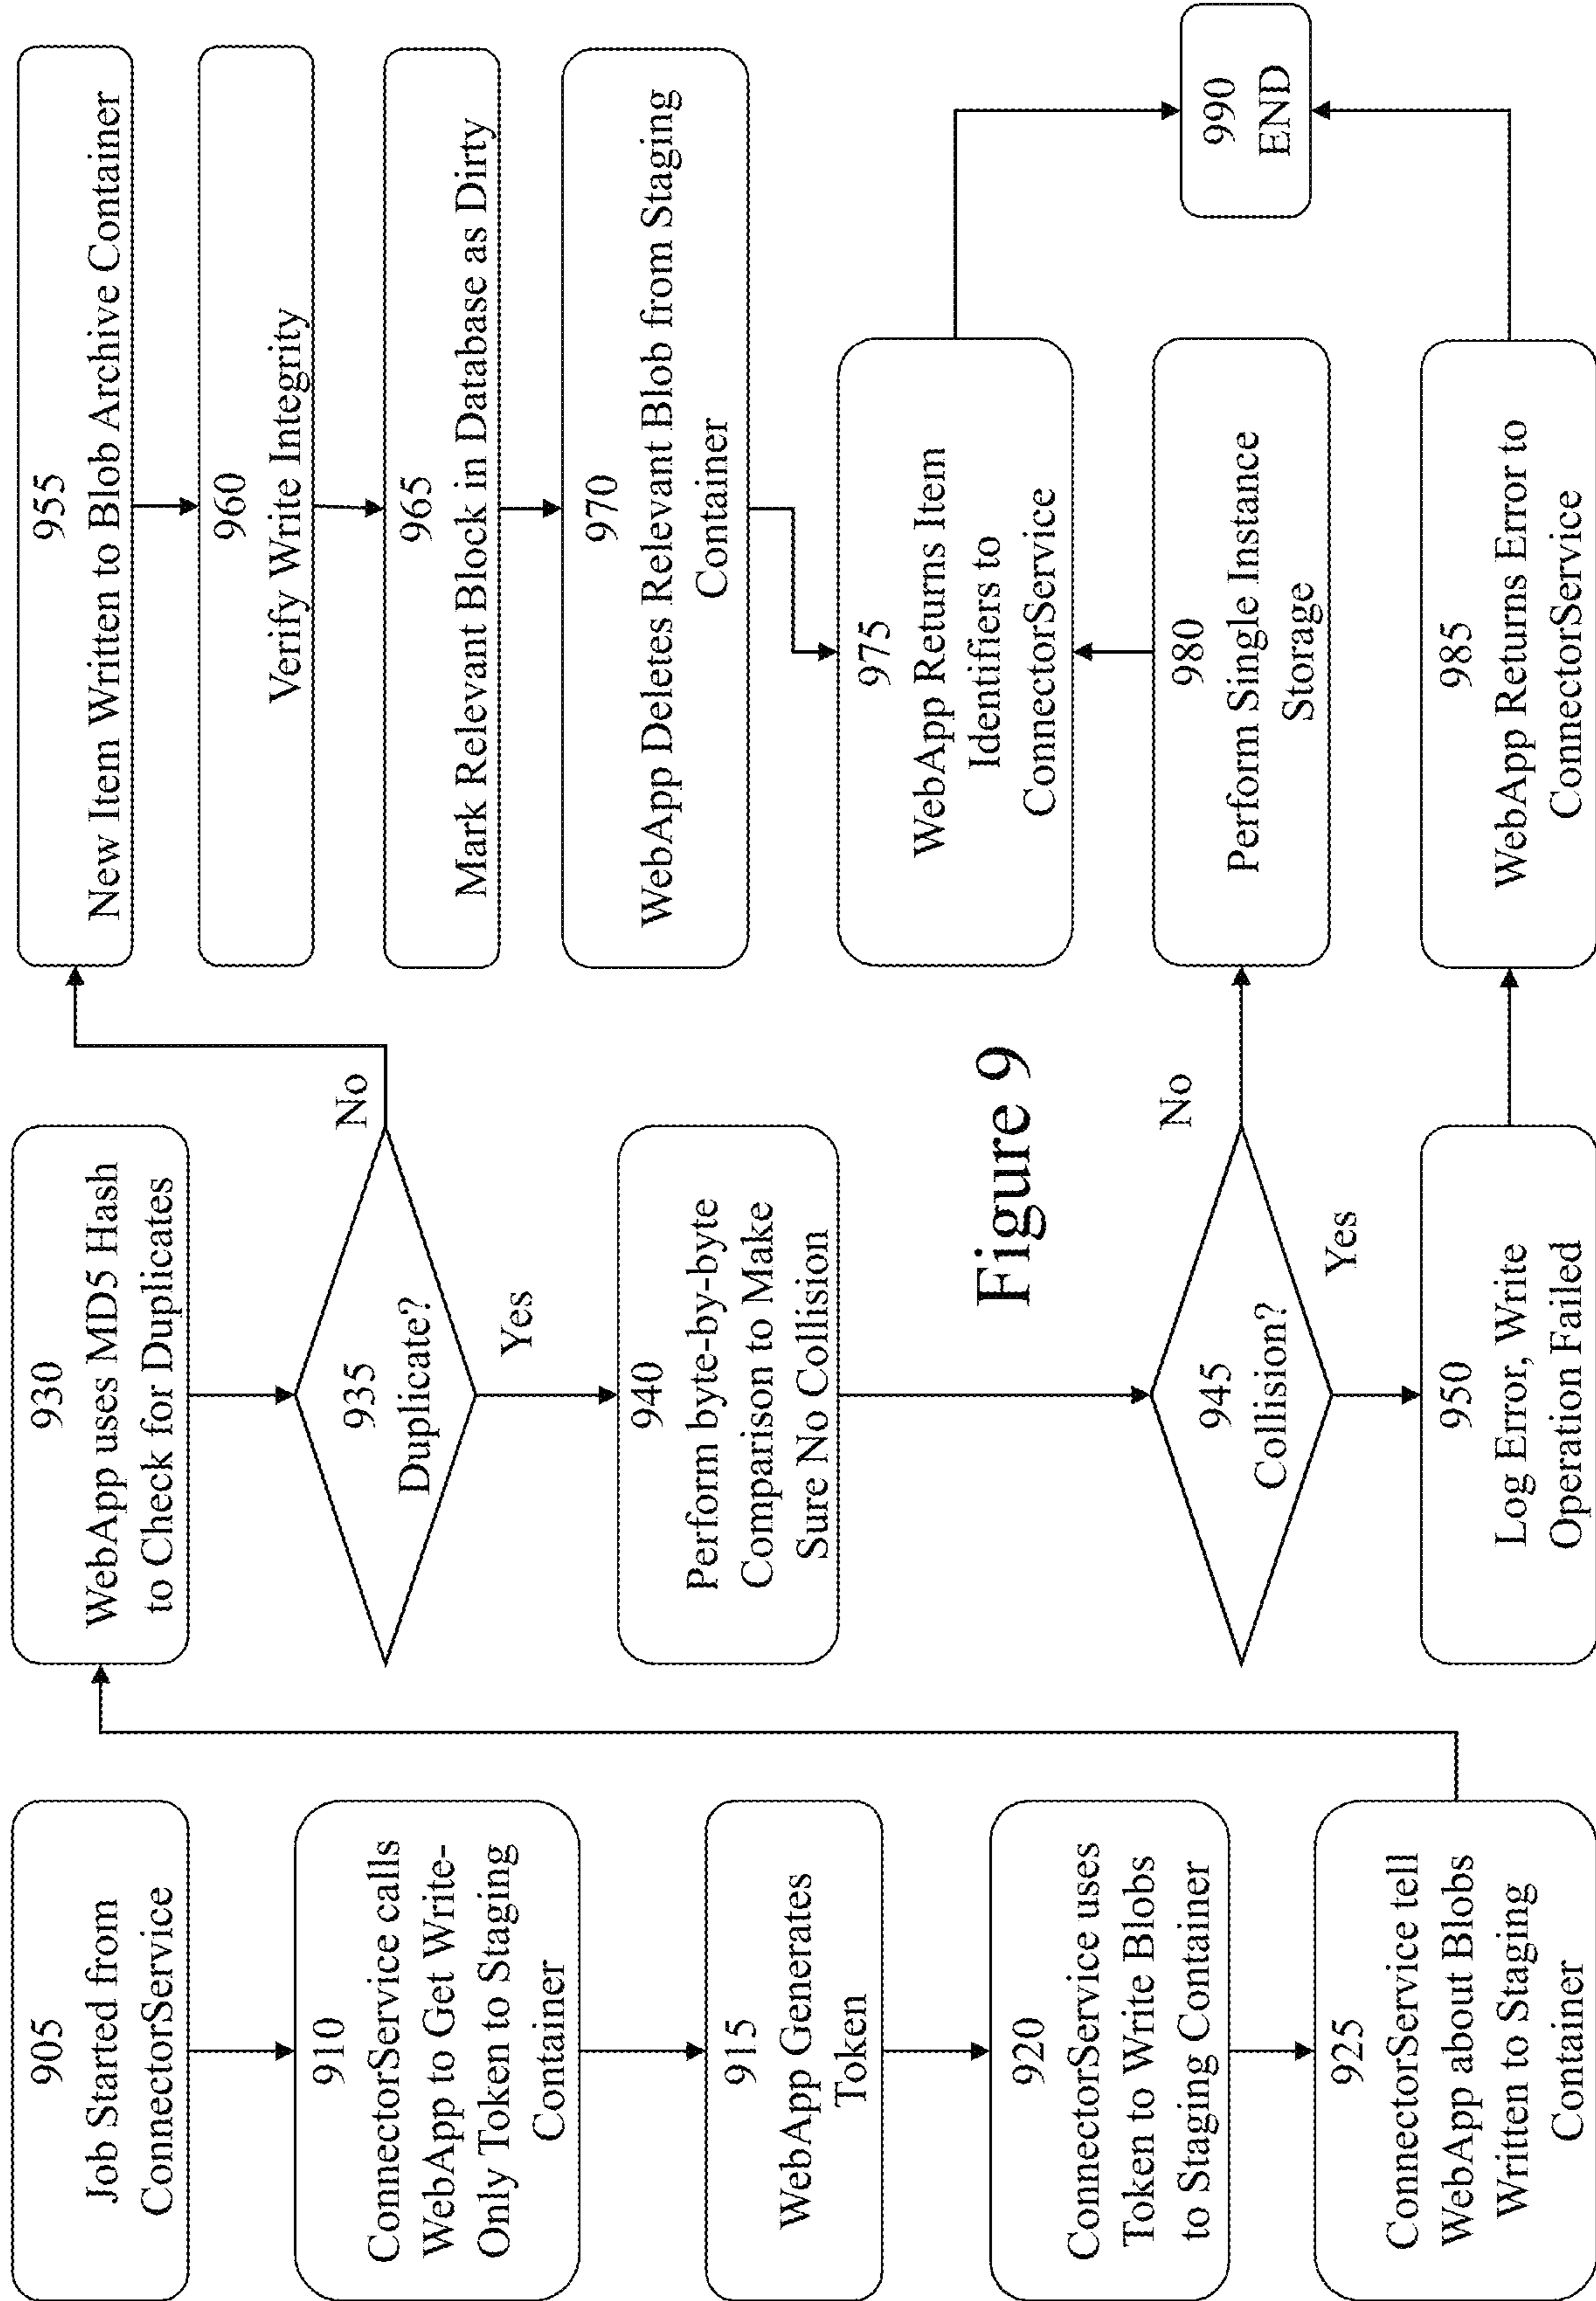 905
Job Started from
ConnectorService
910
ConnectorService calls
WebApp to Get Write-
Only Token to Staging
Container
915
WebApp Generates
Token
920
ConnectorService uses
Token to Write Blobs
to Staging Container
925
ConnectorService tell
WebApp about Blobs
Written to Staging
Container
930
WebApp uses MD5 Hash
to Check for Duplicates
935
Duplicate?
No
Yes
940
Perform byte-by-byte
Comparison to Make
Sure No Collision
945
Collision?
No
Yes
950
Log Error, Write
Operation Failed
955
New Item Written to Blob Archive Container
960
Verify Write Integrity
965
Mark Relevant Block in Database as Dirty
970
WebApp Deletes Relevant Blob from Staging
Container
975
WebApp Returns Item
Identifiers to
ConnectorService
980
Perform Single Instance
Storage
985
WebApp Returns Error to
ConnectorService
990
END
Figure 9